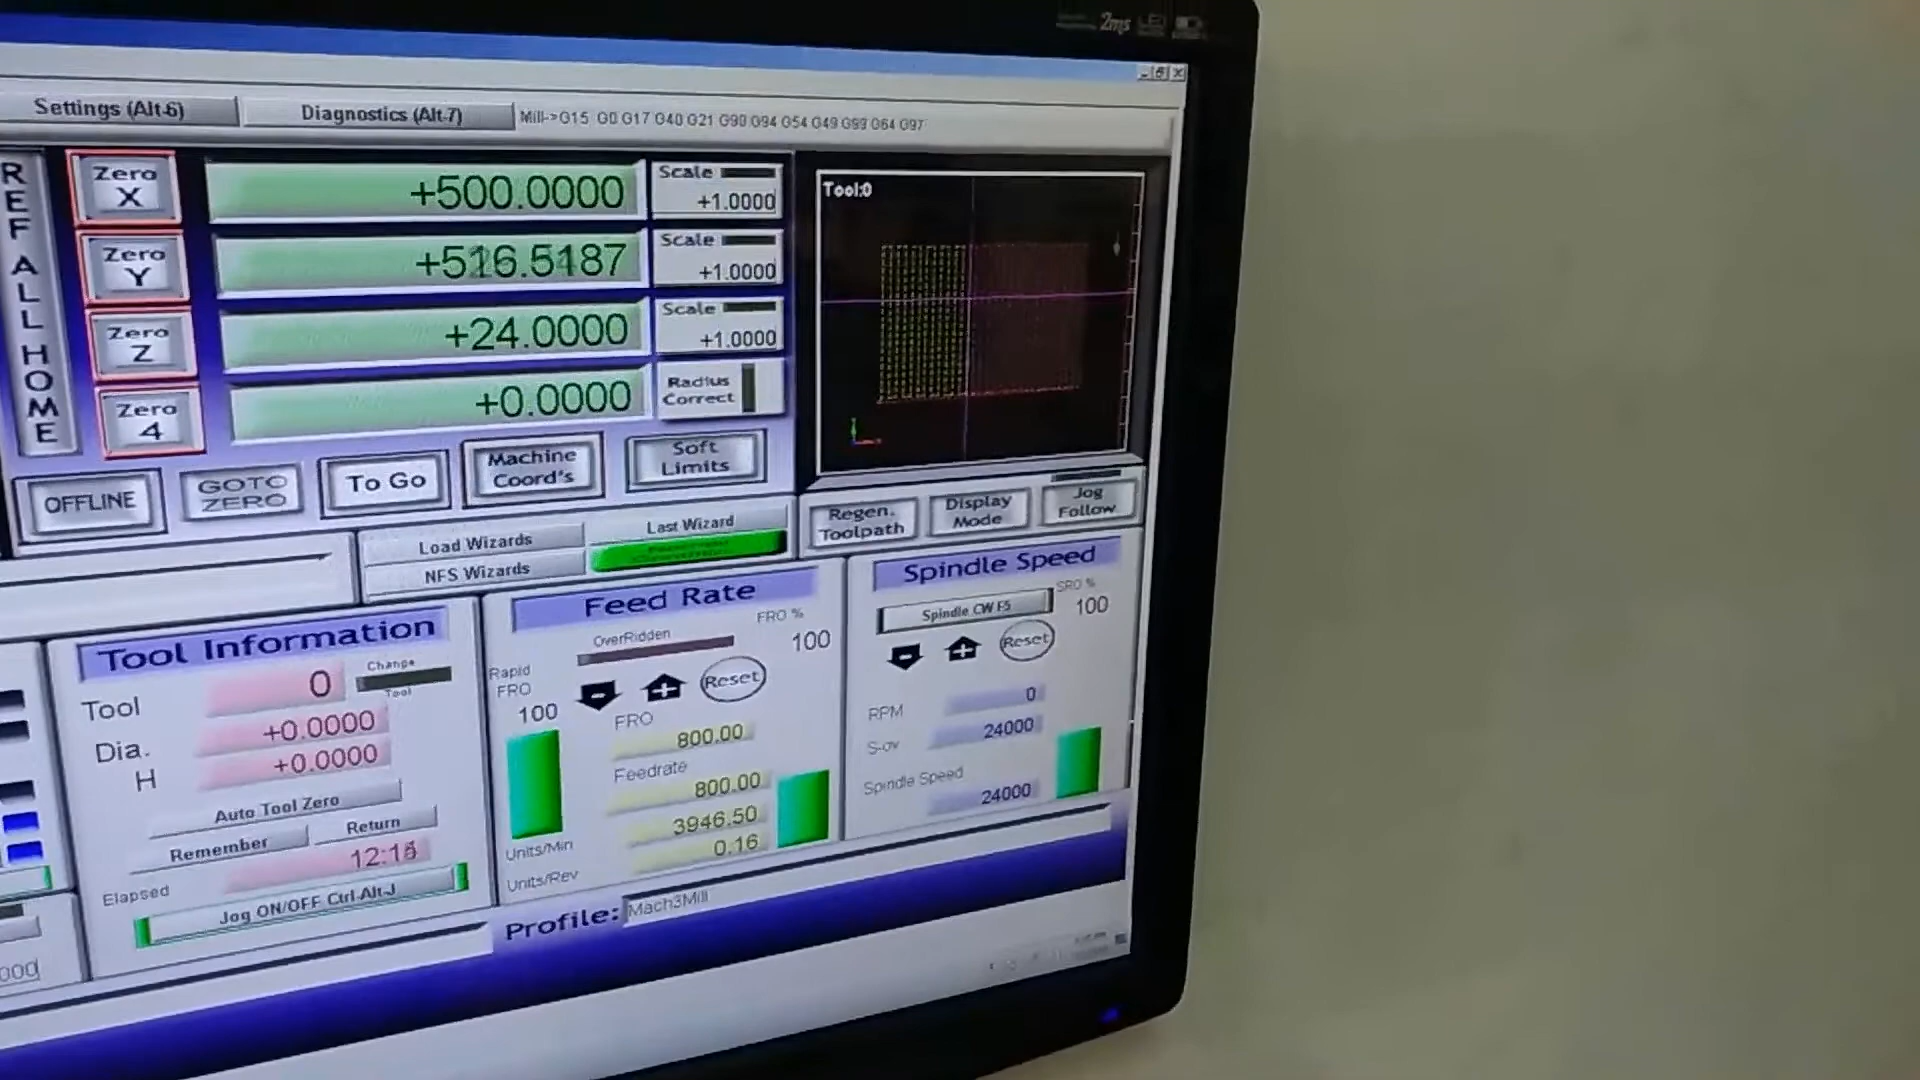 2ms LED
Settings (Alt-6)
Diagnostics (Alt-7)
Mill->G15 G0 G17 G40 G21 G90 G94 G54 G49 G99 G64 G97
REF ALL HOME
Zero X
+500.0000
Scale
+1.0000
Zero Y
+516.5187
Scale
+1.0000
Zero Z
+24.0000
Scale
+1.0000
Zero 4
+0.0000
Radius
Correct
Tool:0
OFFLINE
GOTO
ZERO
To Go
Machine
Coord's
Soft
Limits
Regen.
Toolpath
Display
Mode
Jog
Follow
Load Wizards
Last Wizard
NFS Wizards
Tool Information
Tool
0
Change
Tool
Dia.
+0.0000
H
+0.0000
Auto Tool Zero
Remember
Return
Elapsed
Jog ON/OFF Ctrl-Alt-J
Feed Rate
OverRidden
FRO %
100
Rapid
FRO
100
Reset
FRO
800.00
Feedrate
800.00
Units/Min
3946.50
Units/Rev
0.16
Spindle Speed
Spindle CW F5
SRO %
100
Reset
RPM
0
S-ov
24000
Spindle Speed
24000
Profile:
Mach3Mill